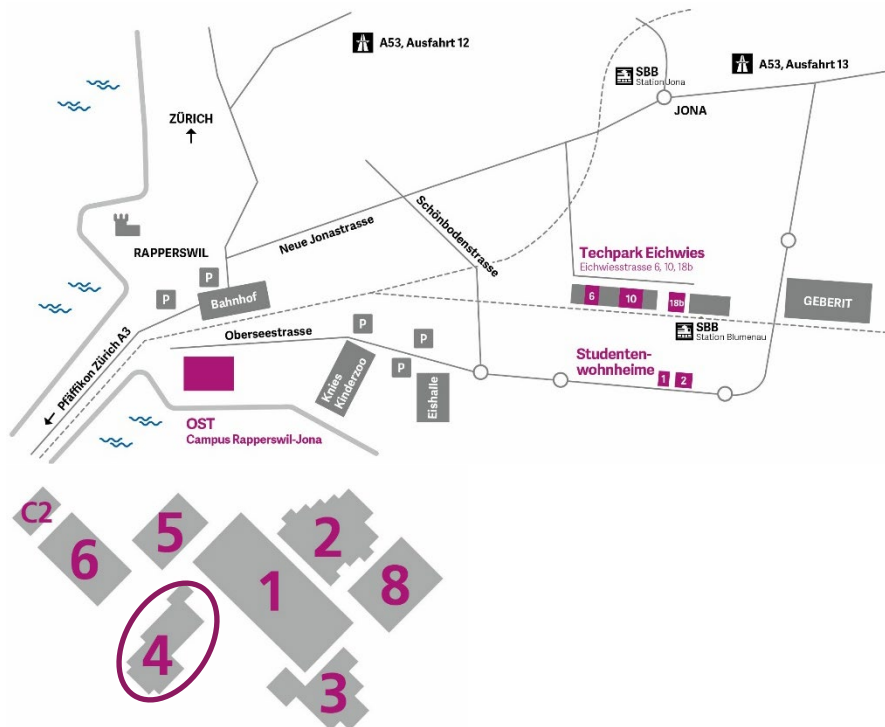 A53, Ausfahrt 12
SBB
Station Jona
A53, Ausfahrt 13
ZÜRICH
JONA
Neue Jonastrasse
Schönbodenstrasse
RAPPERSWIL
Techpark Eichwies
Eichwiesstrasse 6, 10, 18b
P
P
Bahnhof
6
10
18b
GEBERIT
Oberseestrasse
P
P
P
SBB
Station Blumenau
Pfäffikon Zürich A3
Knies
Kinderzoo
Eishalle
Studenten-
wohnheime
1
2
OST
Campus Rapperswil-Jona
C2
6
5
2
1
8
4
3